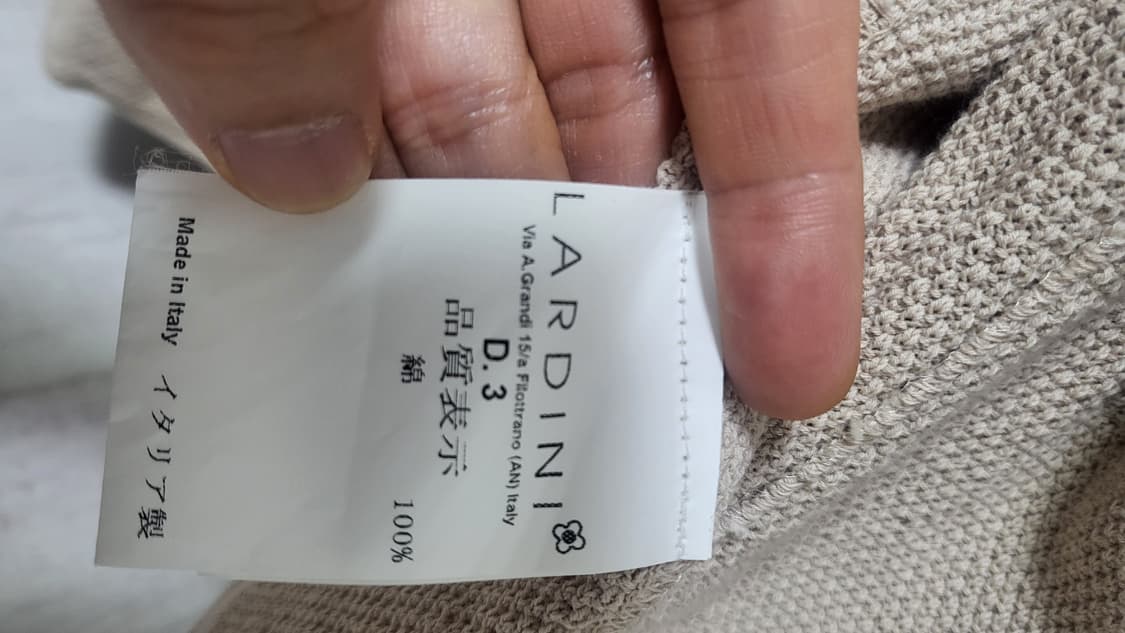 LARDINI
Via A.Grandi 15/a Filottrano (AN) Italy
D. 3
品質表示
綿 100%
Made in Italy イタリア製